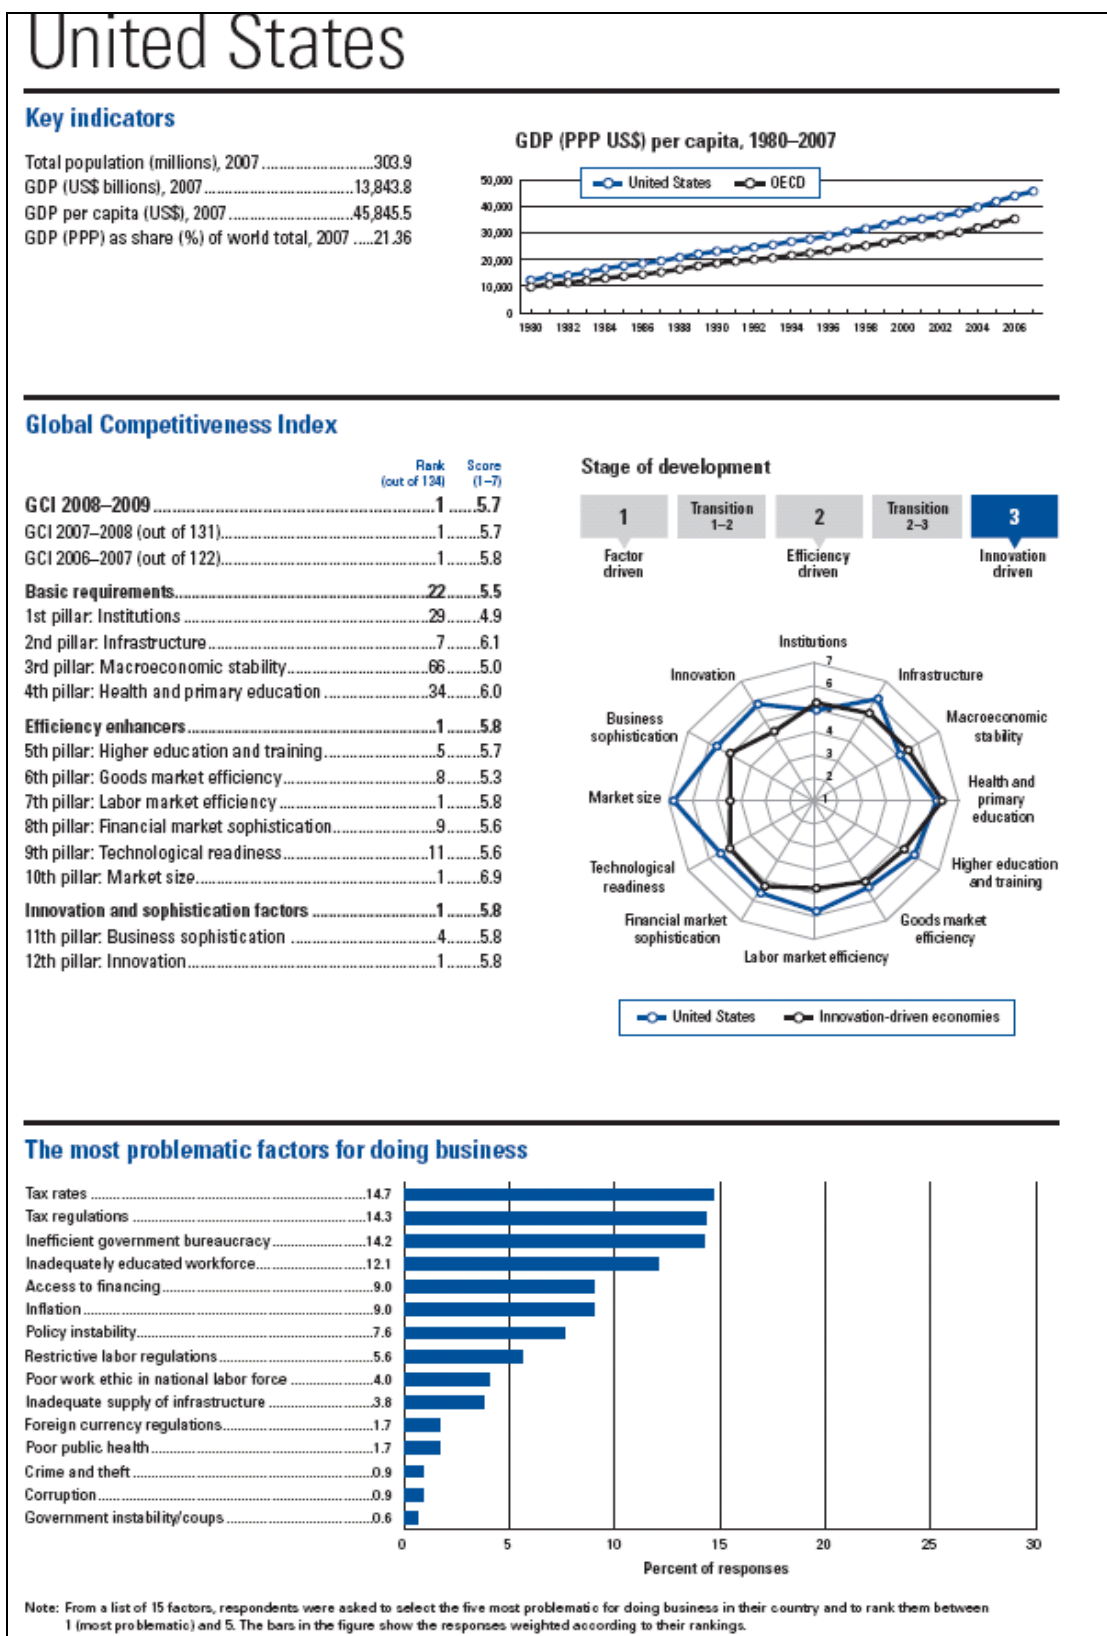 United States
Key indicators
Total population (millions), 2007............................303.9
GDP (US$ billions), 2007.....................................13,843.8
GDP per capita (US$), 2007...............................45,845.5
GDP (PPP) as share (%) of world total, 2007 .....21.36
GDP (PPP US$) per capita, 1980–2007
United States OECD
50,000
40,000
30,000
20,000
10,000
0
1980 1982 1984 1986 1988 1990 1992 1994 1996 1998 2000 2002 2004 2006
Global Competitiveness Index
Rank Score
(out of 134) (1–7)
GCI 2008–2009..........1......5.7
GCI 2007–2008 (out of 131)..........1........5.7
GCI 2006–2007 (out of 122)..........1........5.8
Basic requirements..........22........5.5
1st pillar: Institutions..........29........4.9
2nd pillar: Infrastructure..........7........6.1
3rd pillar: Macroeconomic stability..........66........5.0
4th pillar: Health and primary education..........34........6.0
Efficiency enhancers..........1........5.8
5th pillar: Higher education and training..........5........5.7
6th pillar: Goods market efficiency..........8........5.3
7th pillar: Labor market efficiency..........1........5.8
8th pillar: Financial market sophistication..........9........5.6
9th pillar: Technological readiness..........11........5.6
10th pillar: Market size..........1........6.9
Innovation and sophistication factors..........1........5.8
11th pillar: Business sophistication..........4........5.8
12th pillar: Innovation..........1........5.8
Stage of development
1 Transition 2 Transition 3
1–2 2–3
Factor Efficiency Innovation
driven driven driven
Institutions
7
6
4
3
2
1
Infrastructure
Macroeconomic
stability
Health and
primary
education
Higher education
and training
Goods market
efficiency
Labor market efficiency
Financial market
sophistication
Technological
readiness
Market size
Business
sophistication
Innovation
United States Innovation-driven economies
The most problematic factors for doing business
Tax rates..........14.7
Tax regulations..........14.3
Inefficient government bureaucracy..........14.2
Inadequately educated workforce..........12.1
Access to financing..........9.0
Inflation..........9.0
Policy instability..........7.6
Restrictive labor regulations..........5.6
Poor work ethic in national labor force..........4.0
Inadequate supply of infrastructure..........3.8
Foreign currency regulations..........1.7
Poor public health..........1.7
Crime and theft..........0.9
Corruption..........0.9
Government instability/coups..........0.6
0 5 10 15 20 25 30
Percent of responses
Note: From a list of 15 factors, respondents were asked to select the five most problematic for doing business in their country and to rank them between
1 (most problematic) and 5. The bars in the figure show the responses weighted according to their rankings.